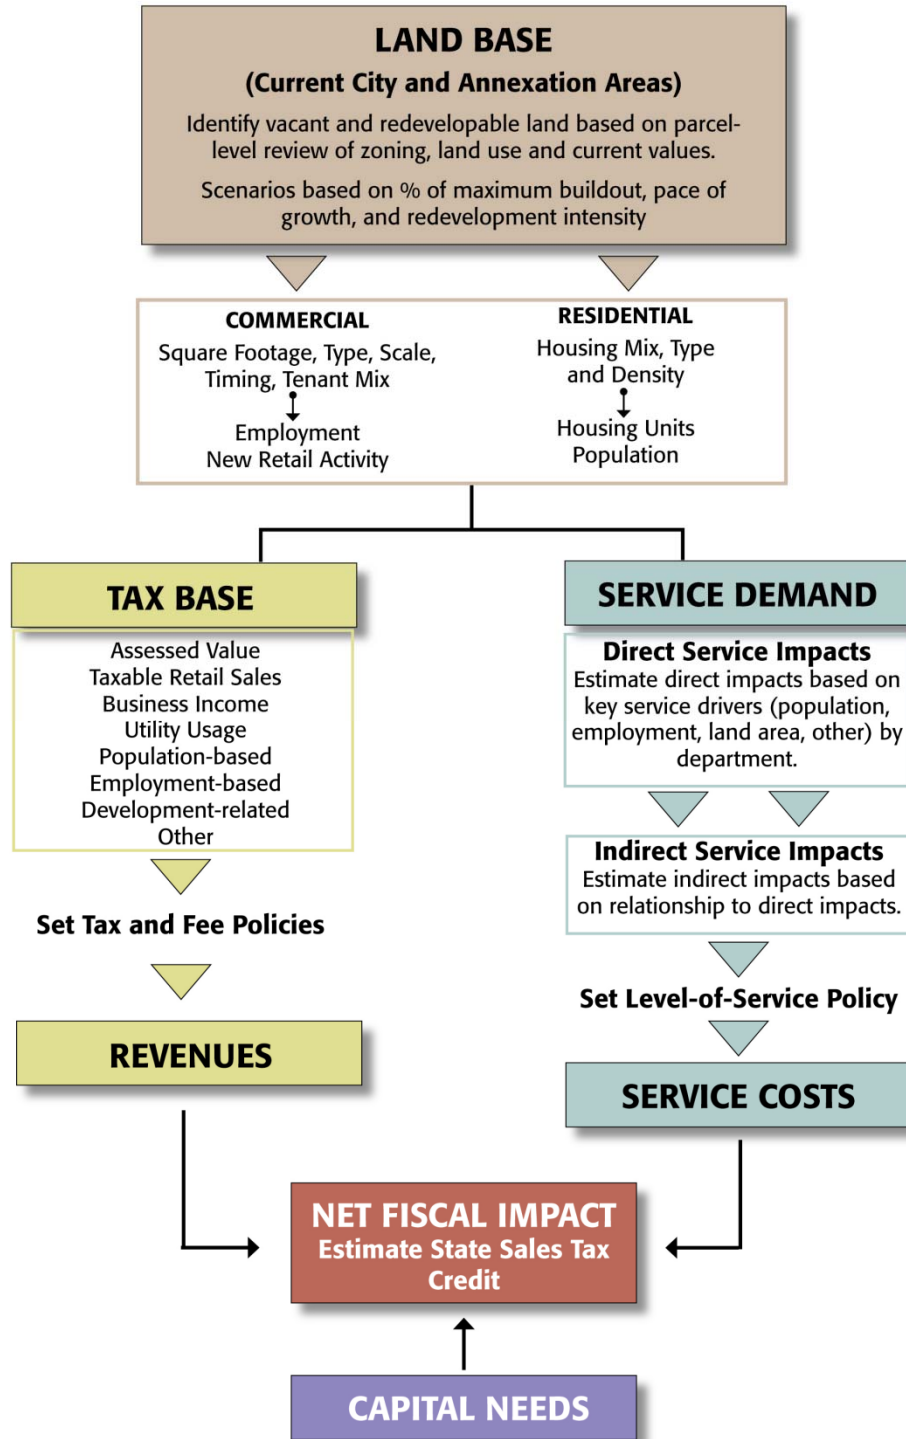 LAND BASE
(Current City and Annexation Areas)
Identify vacant and redevelopable land based on parcel-
level review of zoning, land use and current values.
Scenarios based on % of maximum buildout, pace of
growth, and redevelopment intensity
COMMERCIAL
Square Footage, Type, Scale,
Timing, Tenant Mix
Employment
New Retail Activity
RESIDENTIAL
Housing Mix, Type
and Density
Housing Units
Population
TAX BASE
Assessed Value
Taxable Retail Sales
Business Income
Utility Usage
Population-based
Employment-based
Development-related
Other
Set Tax and Fee Policies
REVENUES
SERVICE DEMAND
Direct Service Impacts
Estimate direct impacts based on
key service drivers (population,
employment, land area, other) by
department.
Indirect Service Impacts
Estimate indirect impacts based
on relationship to direct impacts.
Set Level-of-Service Policy
SERVICE COSTS
NET FISCAL IMPACT
Estimate State Sales Tax
Credit
CAPITAL NEEDS